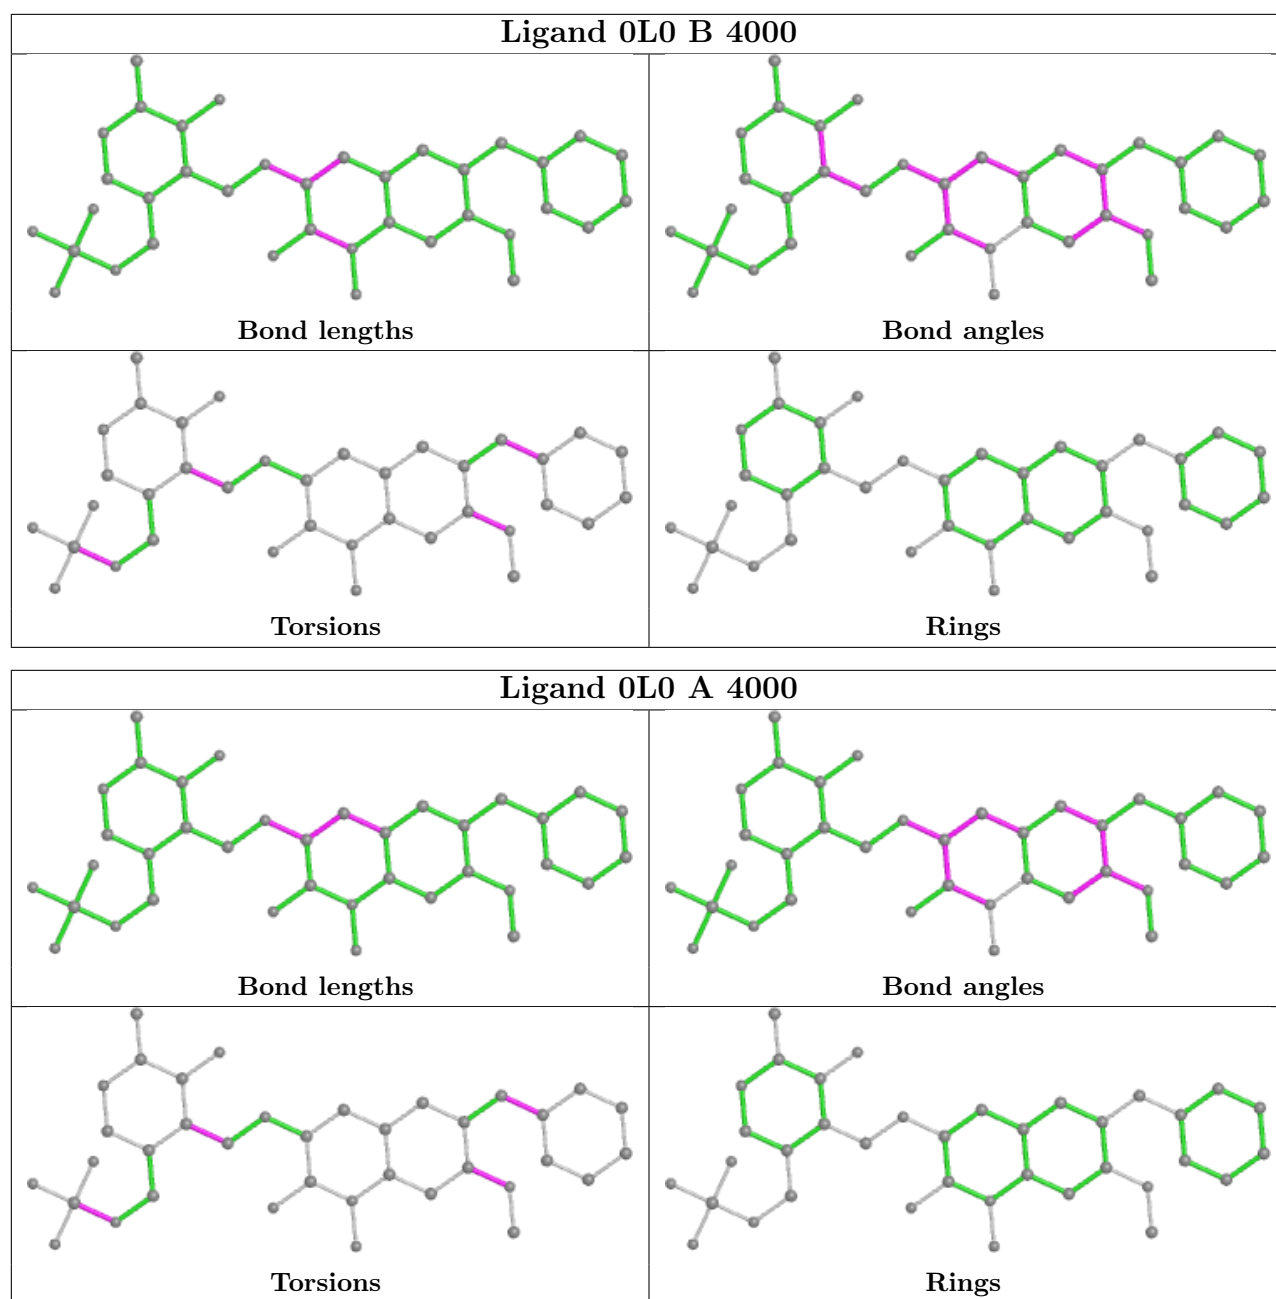 Ligand 0L0 B 4000
Bond lengths
Bond angles
Torsions
Rings
Ligand 0L0 A 4000
Bond lengths
Bond angles
Torsions
Rings